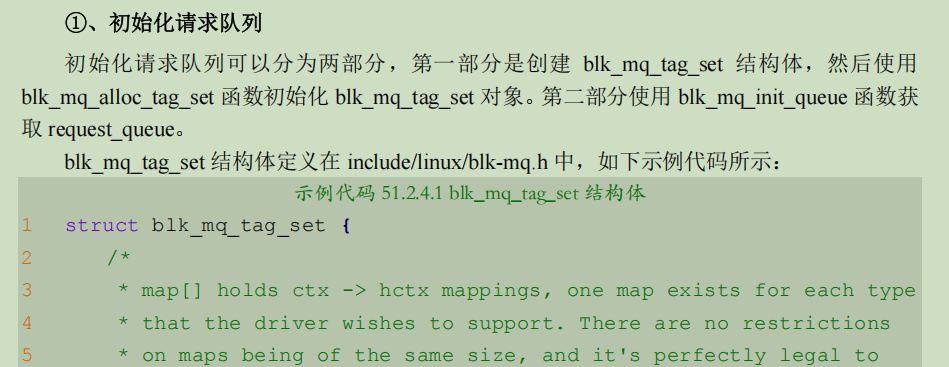 ①、初始化请求队列
初始化请求队列可以分为两部分，第一部分是创建 blk_mq_tag_set 结构体，然后使用
blk_mq_alloc_tag_set 函数初始化 blk_mq_tag_set 对象。第二部分使用 blk_mq_init_queue 函数获
取 request_queue。
blk_mq_tag_set 结构体定义在 include/linux/blk-mq.h 中，如下示例代码所示：
示例代码 51.2.4.1 blk_mq_tag_set 结构体
1 struct blk_mq_tag_set {
2 /*
3 * map[] holds ctx -> hctx mappings, one map exists for each type
4 * that the driver wishes to support. There are no restrictions
5 * on maps being of the same size, and it's perfectly legal to